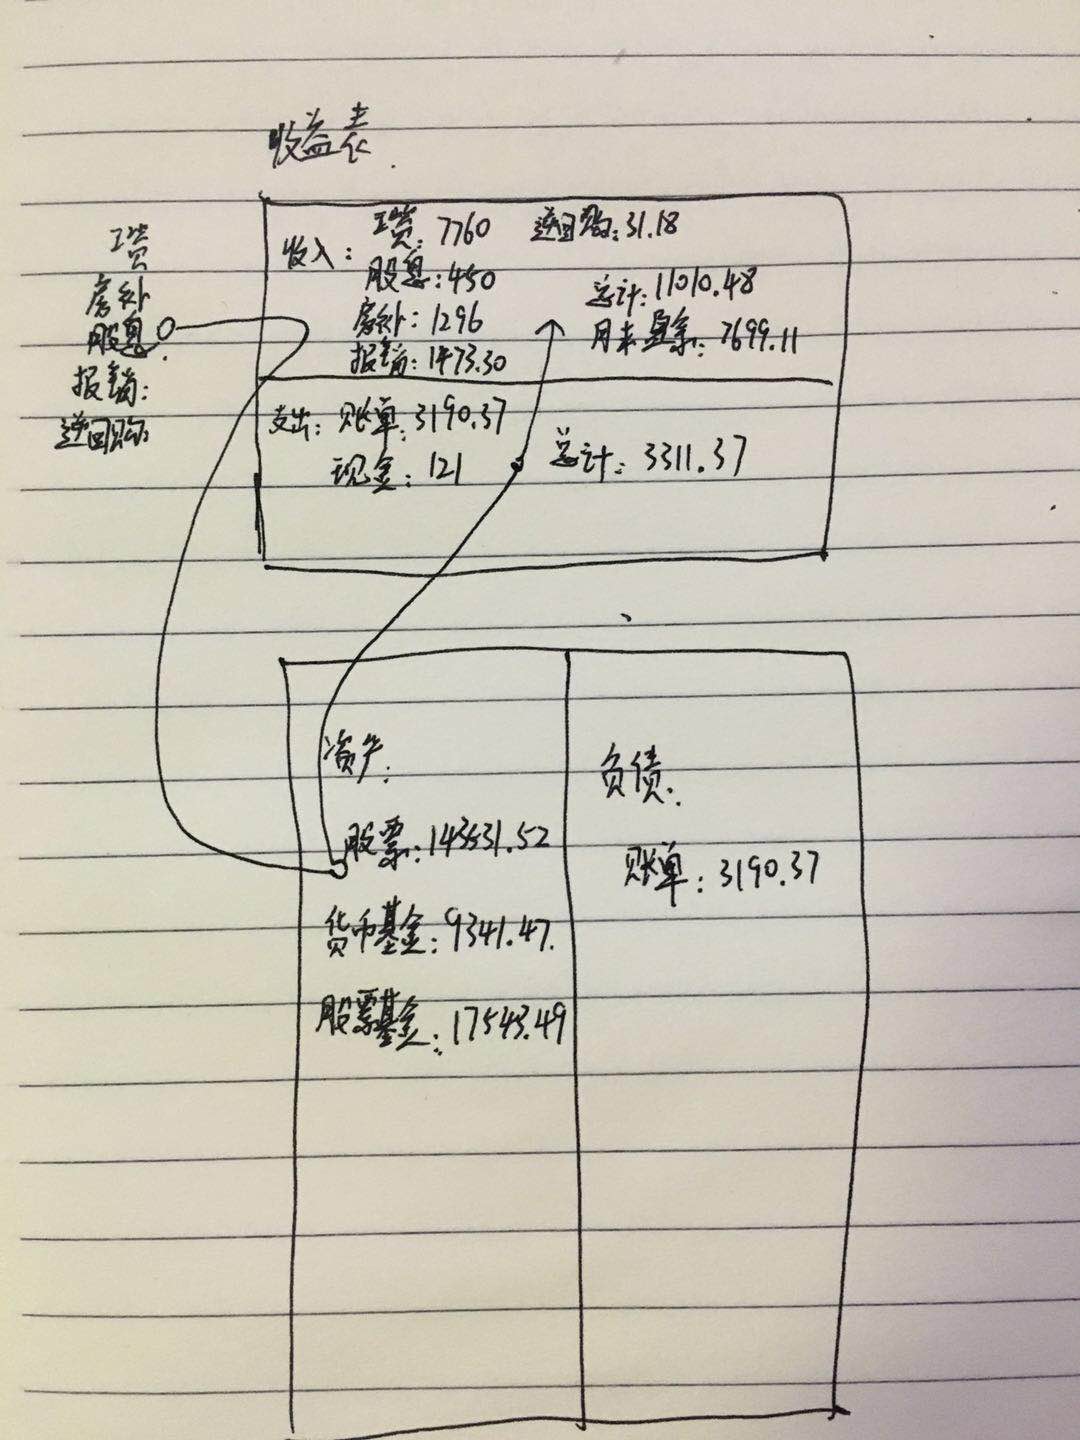 收益表
工资
房补
股息
报销:
逆回购:
收入: 工资: 7760 逆回购: 31.18
股息: 450
总计: 11010.48
房补: 1296
月末盈余: 7699.11
报销: 1473.30
支出: 账单: 3190.37
现金: 121
总计: 3311.37
资产:
股票: 143531.52
货币基金: 9341.47.
股票基金: 17543.49
负债:
账单: 3190.37